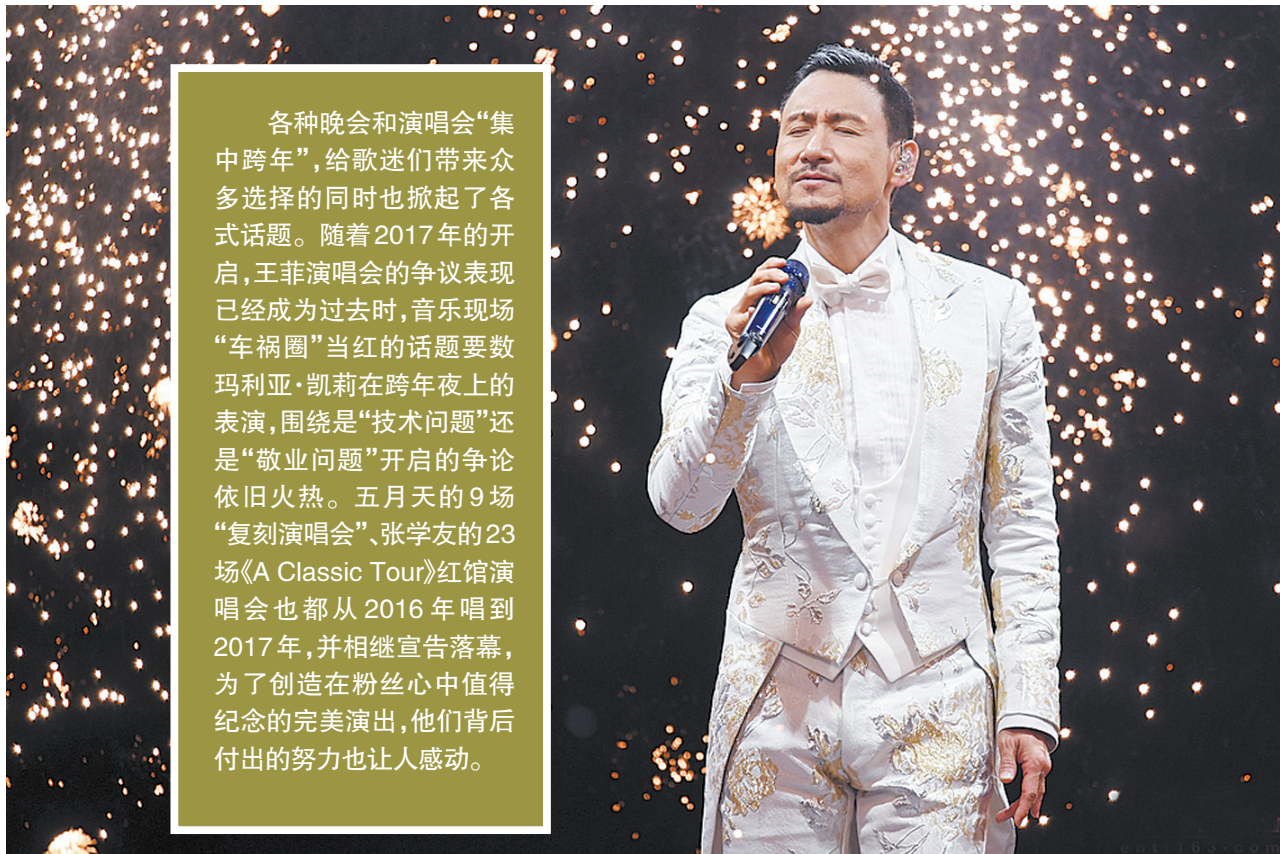 各种晚会和演唱会“集
中跨年”,给歌迷们带来众
多选择的同时也掀起了各
式话题。随着2017年的开
启,王菲演唱会的争议表现
已经成为过去时,音乐现场
“车祸圈”当红的话题要数
玛利亚·凯莉在跨年夜上的
表演,围绕是“技术问题”还
是“敬业问题”开启的争论
依旧火热。五月天的9场
“复刻演唱会”、张学友的23
场《A Classic Tour》红馆演
唱会也都从2016年唱到
2017年,并相继宣告落幕,
为了创造在粉丝心中值得
纪念的完美演出,他们背后
付出的努力也让人感动。
ent·163·com